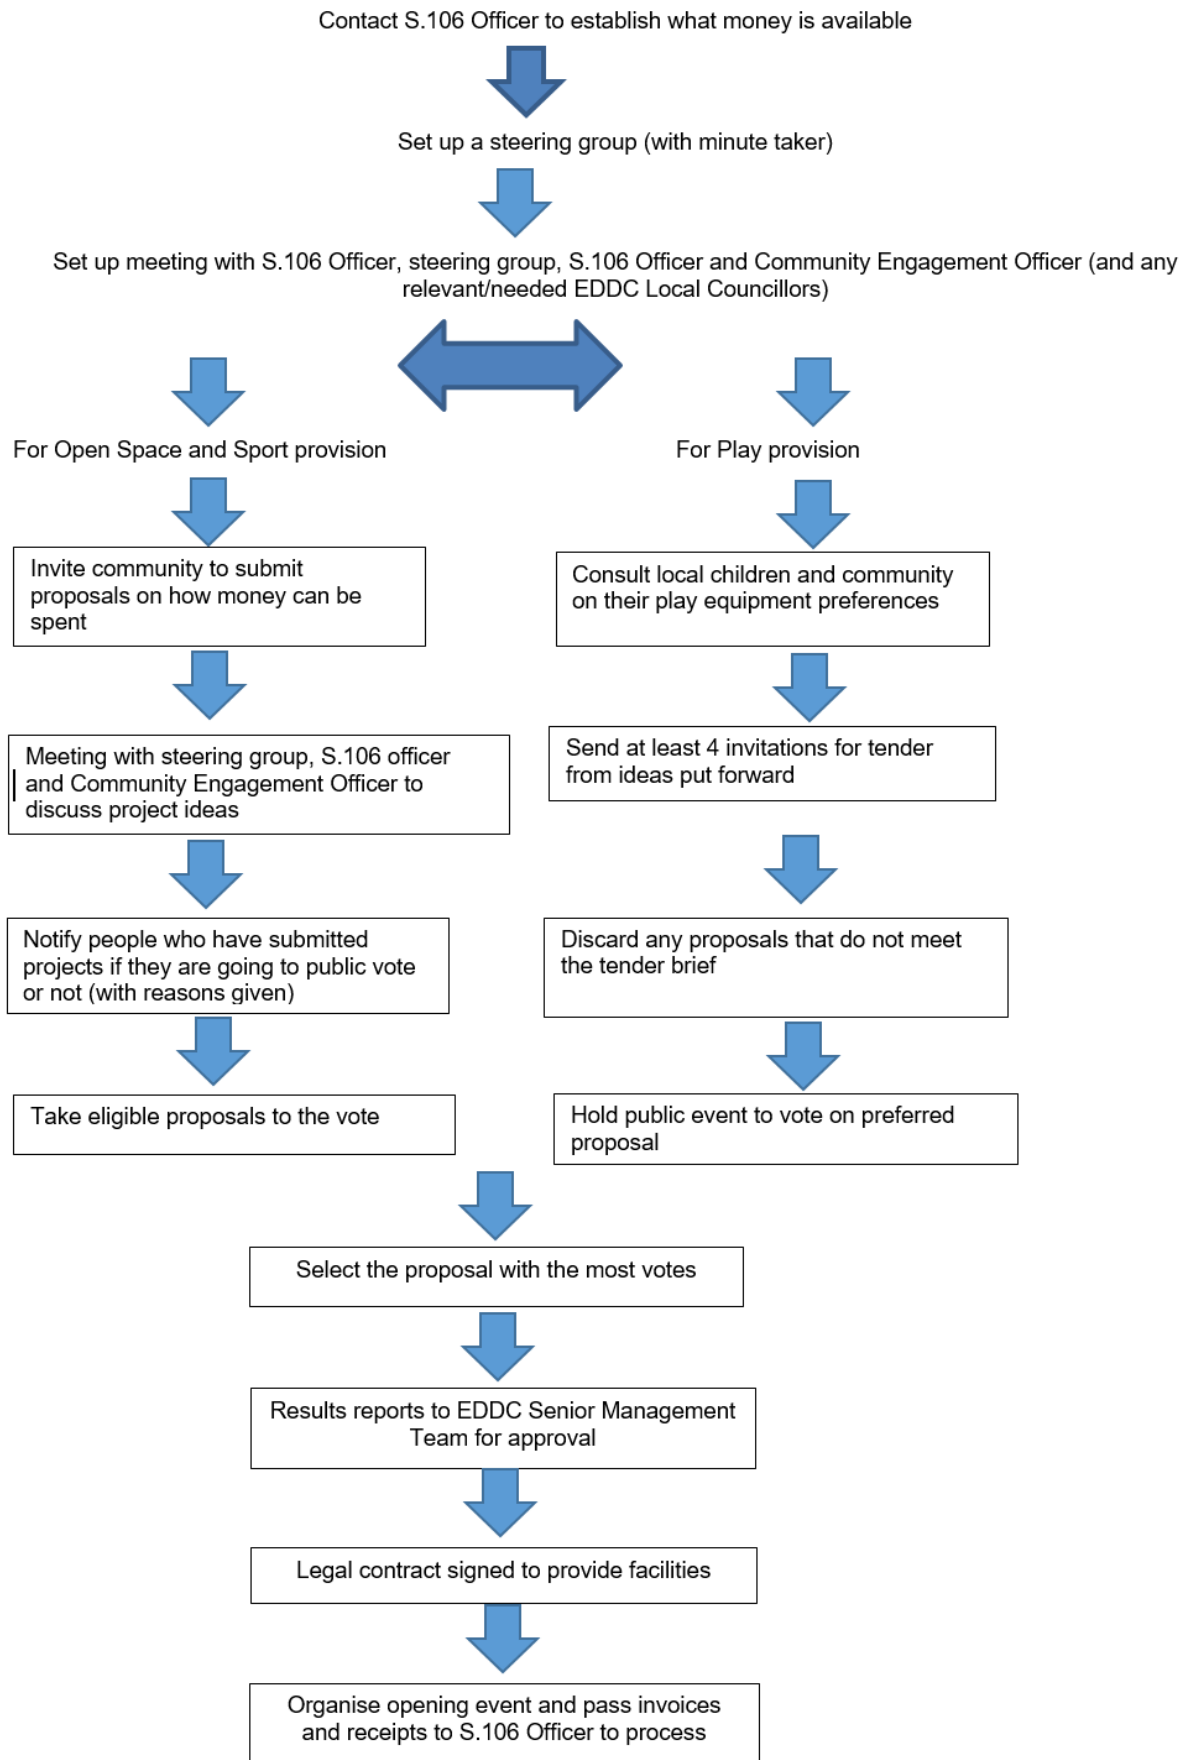 Contact S.106 Officer to establish what money is available
Set up a steering group (with minute taker)
Set up meeting with S.106 Officer, steering group, S.106 Officer and Community Engagement Officer (and any
relevant/needed EDDC Local Councillors)
For Open Space and Sport provision
For Play provision
Invite community to submit
proposals on how money can be
spent
Consult local children and community
on their play equipment preferences
Meeting with steering group, S.106 officer
and Community Engagement Officer to
discuss project ideas
Send at least 4 invitations for tender
from ideas put forward
Notify people who have submitted
projects if they are going to public vote
or not (with reasons given)
Discard any proposals that do not meet
the tender brief
Take eligible proposals to the vote
Hold public event to vote on preferred
proposal
Select the proposal with the most votes
Results reports to EDDC Senior Management
Team for approval
Legal contract signed to provide facilities
Organise opening event and pass invoices
and receipts to S.106 Officer to process